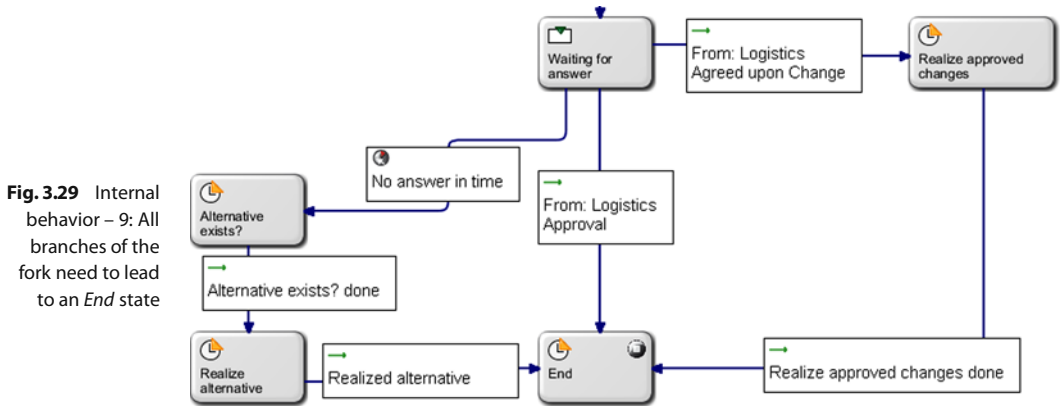 Waiting for
answer
From: Logistics
Agreed upon Change
Realize approved
changes
No answer in time
Fig. 3.29 Internal
behavior – 9: All
branches of the
fork need to lead
to an End state
Alternative
exists?
From: Logistics
Approval
Alternative exists? done
Realize
alternative
Realized alternative
End
Realize approved changes done